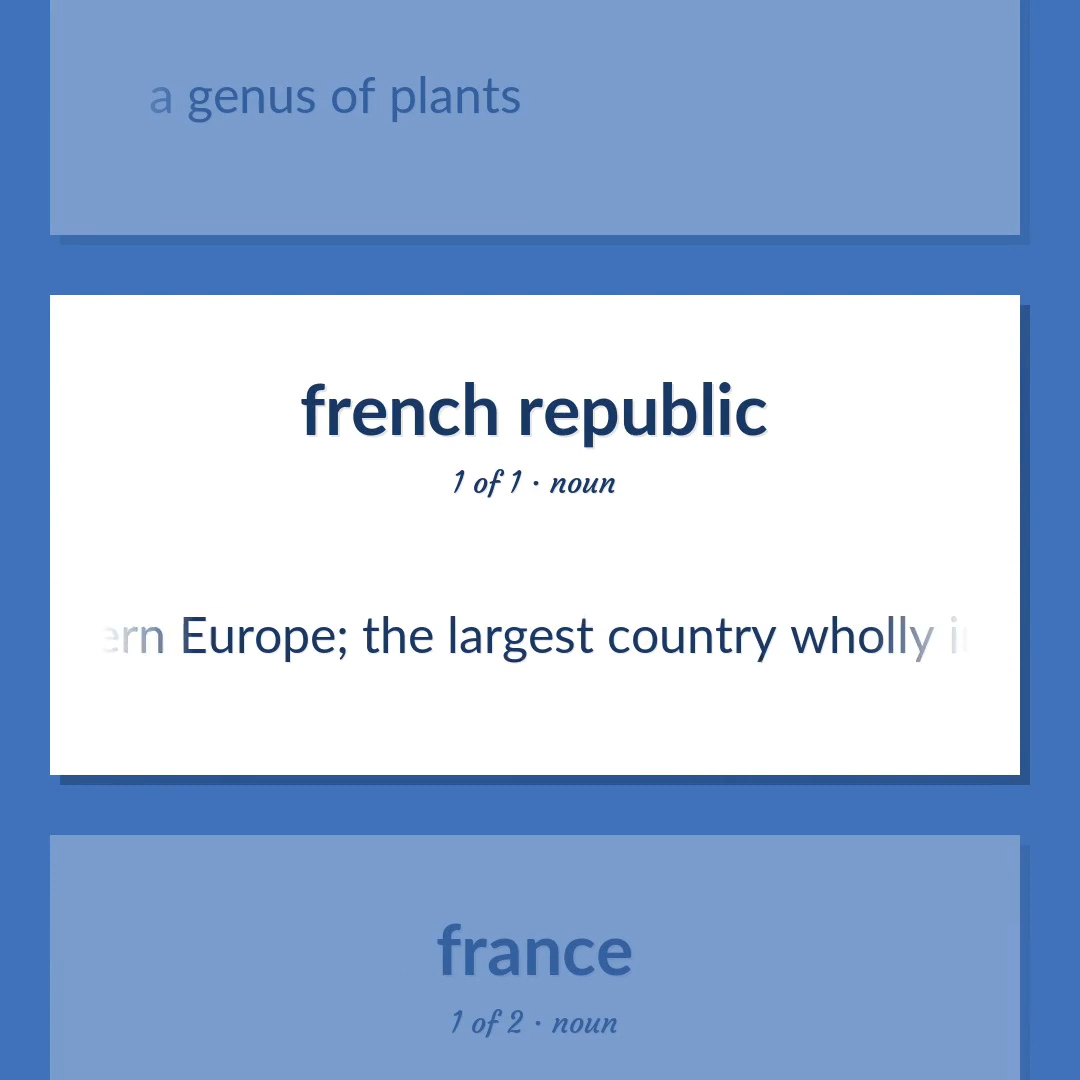 a genus of plants
french republic
1 of 1 · noun
ern Europe; the largest country wholly
france
1 of 2 · noun